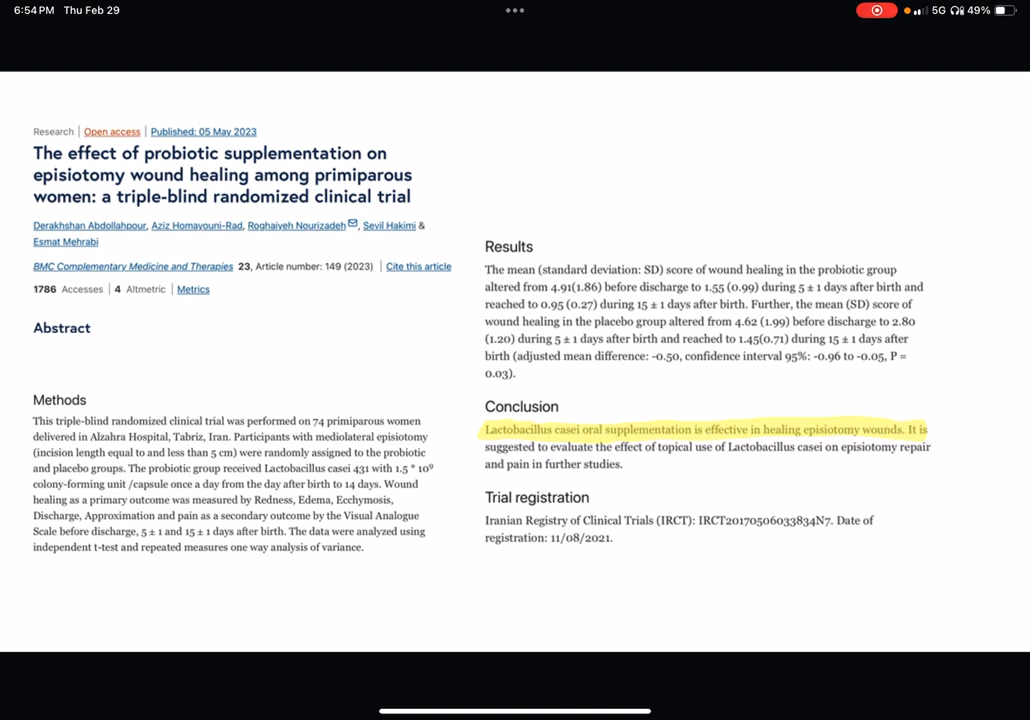 6:54 PM Thu Feb 29
5G 49%
Research | Open access | Published: 05 May 2023
The effect of probiotic supplementation on
episiotomy wound healing among primiparous
women: a triple-blind randomized clinical trial
Derakhshan Abdollahpour, Aziz Homayouni-Rad, Roghaiyeh Nourizadeh, Sevil Hakimi &
Esmat Mehrabi
BMC Complementary Medicine and Therapies 23, Article number: 149 (2023) | Cite this article
1786 Accesses | 4 Altmetric | Metrics
Abstract
Methods
This triple-blind randomized clinical trial was performed on 74 primiparous women
delivered in Alzahra Hospital, Tabriz, Iran. Participants with mediolateral episiotomy
(incision length equal to and less than 5 cm) were randomly assigned to the probiotic
and placebo groups. The probiotic group received Lactobacillus casei 431 with 1.5 * 10⁹
colony-forming unit /capsule once a day from the day after birth to 14 days. Wound
healing as a primary outcome was measured by Redness, Edema, Ecchymosis,
Discharge, Approximation and pain as a secondary outcome by the Visual Analogue
Scale before discharge, 5 ± 1 and 15 ± 1 days after birth. The data were analyzed using
independent t-test and repeated measures one way analysis of variance.
Results
The mean (standard deviation: SD) score of wound healing in the probiotic group
altered from 4.91(1.86) before discharge to 1.55 (0.99) during 5 ± 1 days after birth and
reached to 0.95 (0.27) during 15 ± 1 days after birth. Further, the mean (SD) score of
wound healing in the placebo group altered from 4.62 (1.99) before discharge to 2.80
(1.20) during 5 ± 1 days after birth and reached to 1.45(0.71) during 15 ± 1 days after
birth (adjusted mean difference: -0.50, confidence interval 95%: -0.96 to -0.05, P =
0.03).
Conclusion
Lactobacillus casei oral supplementation is effective in healing episiotomy wounds. It is
suggested to evaluate the effect of topical use of Lactobacillus casei on episiotomy repair
and pain in further studies.
Trial registration
Iranian Registry of Clinical Trials (IRCT): IRCT20170506033834N7. Date of
registration: 11/08/2021.